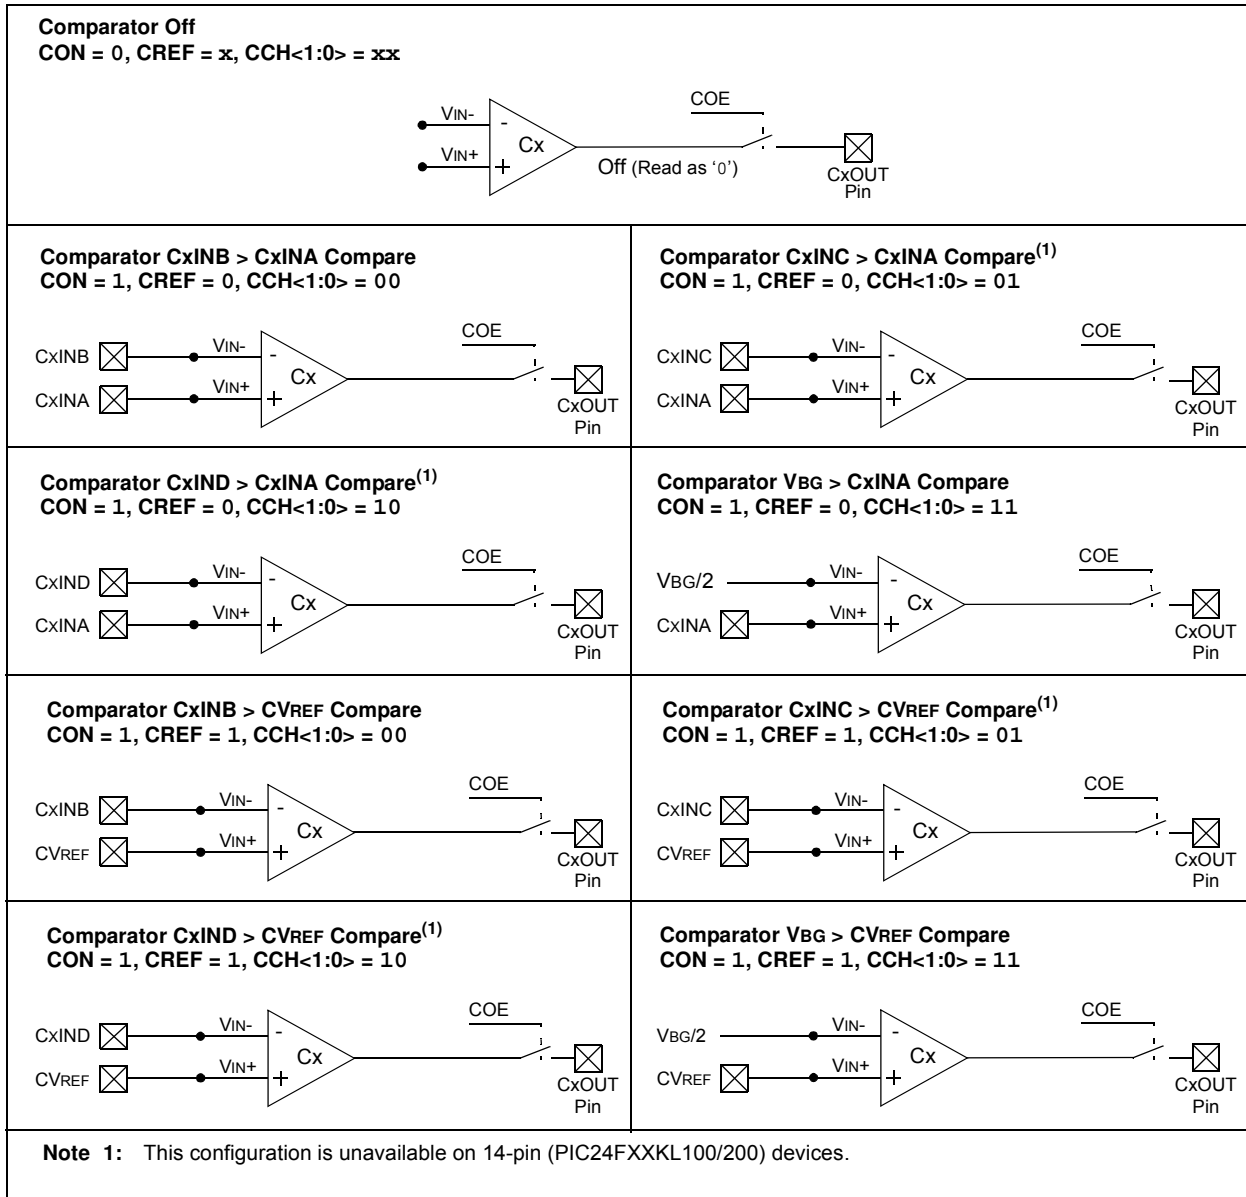 Comparator Off
CON = 0, CREF = x, CCH<1:0> = xx
COE
VIN-
-
Cx
VIN+
+
Off (Read as ‘0’)
CxOUT
Pin
Comparator CxINB > CxINA Compare
CON = 1, CREF = 0, CCH<1:0> = 00
COE
CxINB
VIN-
-
Cx
CxINA
VIN+
+
CxOUT
Pin
Comparator CxINC > CxINA Compare(1)
CON = 1, CREF = 0, CCH<1:0> = 01
COE
CxINC
VIN-
-
Cx
CxINA
VIN+
+
CxOUT
Pin
Comparator CxIND > CxINA Compare(1)
CON = 1, CREF = 0, CCH<1:0> = 10
COE
CxIND
VIN-
-
Cx
CxINA
VIN+
+
CxOUT
Pin
Comparator VBG > CxINA Compare
CON = 1, CREF = 0, CCH<1:0> = 11
COE
VBG/2
VIN-
-
Cx
CxINA
VIN+
+
CxOUT
Pin
Comparator CxINB > CVREF Compare
CON = 1, CREF = 1, CCH<1:0> = 00
COE
CxINB
VIN-
-
Cx
CVREF
VIN+
+
CxOUT
Pin
Comparator CxINC > CVREF Compare(1)
CON = 1, CREF = 1, CCH<1:0> = 01
COE
CxINC
VIN-
-
Cx
CVREF
VIN+
+
CxOUT
Pin
Comparator CxIND > CVREF Compare(1)
CON = 1, CREF = 1, CCH<1:0> = 10
COE
CxIND
VIN-
-
Cx
CVREF
VIN+
+
CxOUT
Pin
Comparator VBG > CVREF Compare
CON = 1, CREF = 1, CCH<1:0> = 11
COE
VBG/2
VIN-
-
Cx
CVREF
VIN+
+
CxOUT
Pin
Note 1: This configuration is unavailable on 14-pin (PIC24FXXKL100/200) devices.